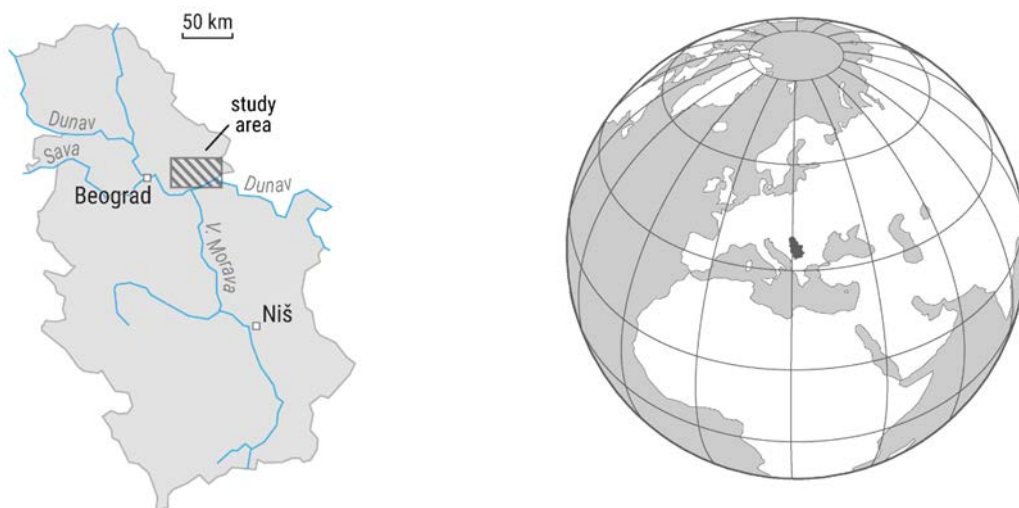 50 km
study
area
Dunav
Sava
Beograd
Dunav
V. Morava
Niš